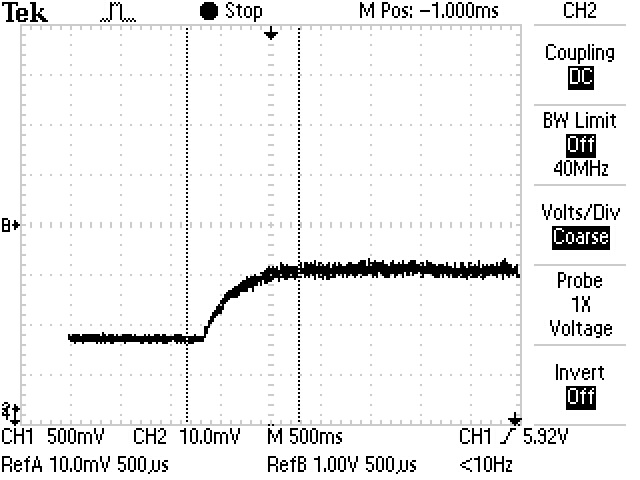 Tek Stop M Pos: -1.000ms CH2
Coupling
DC
BW Limit
Off
40MHz
Volts/Div
Coarse
Probe
1X
Voltage
Invert
Off
B
CH1 500mV CH2 10.0mV M 500ms CH1 5.92V
RefA 10.0mV 500µs RefB 1.00V 500µs <10Hz